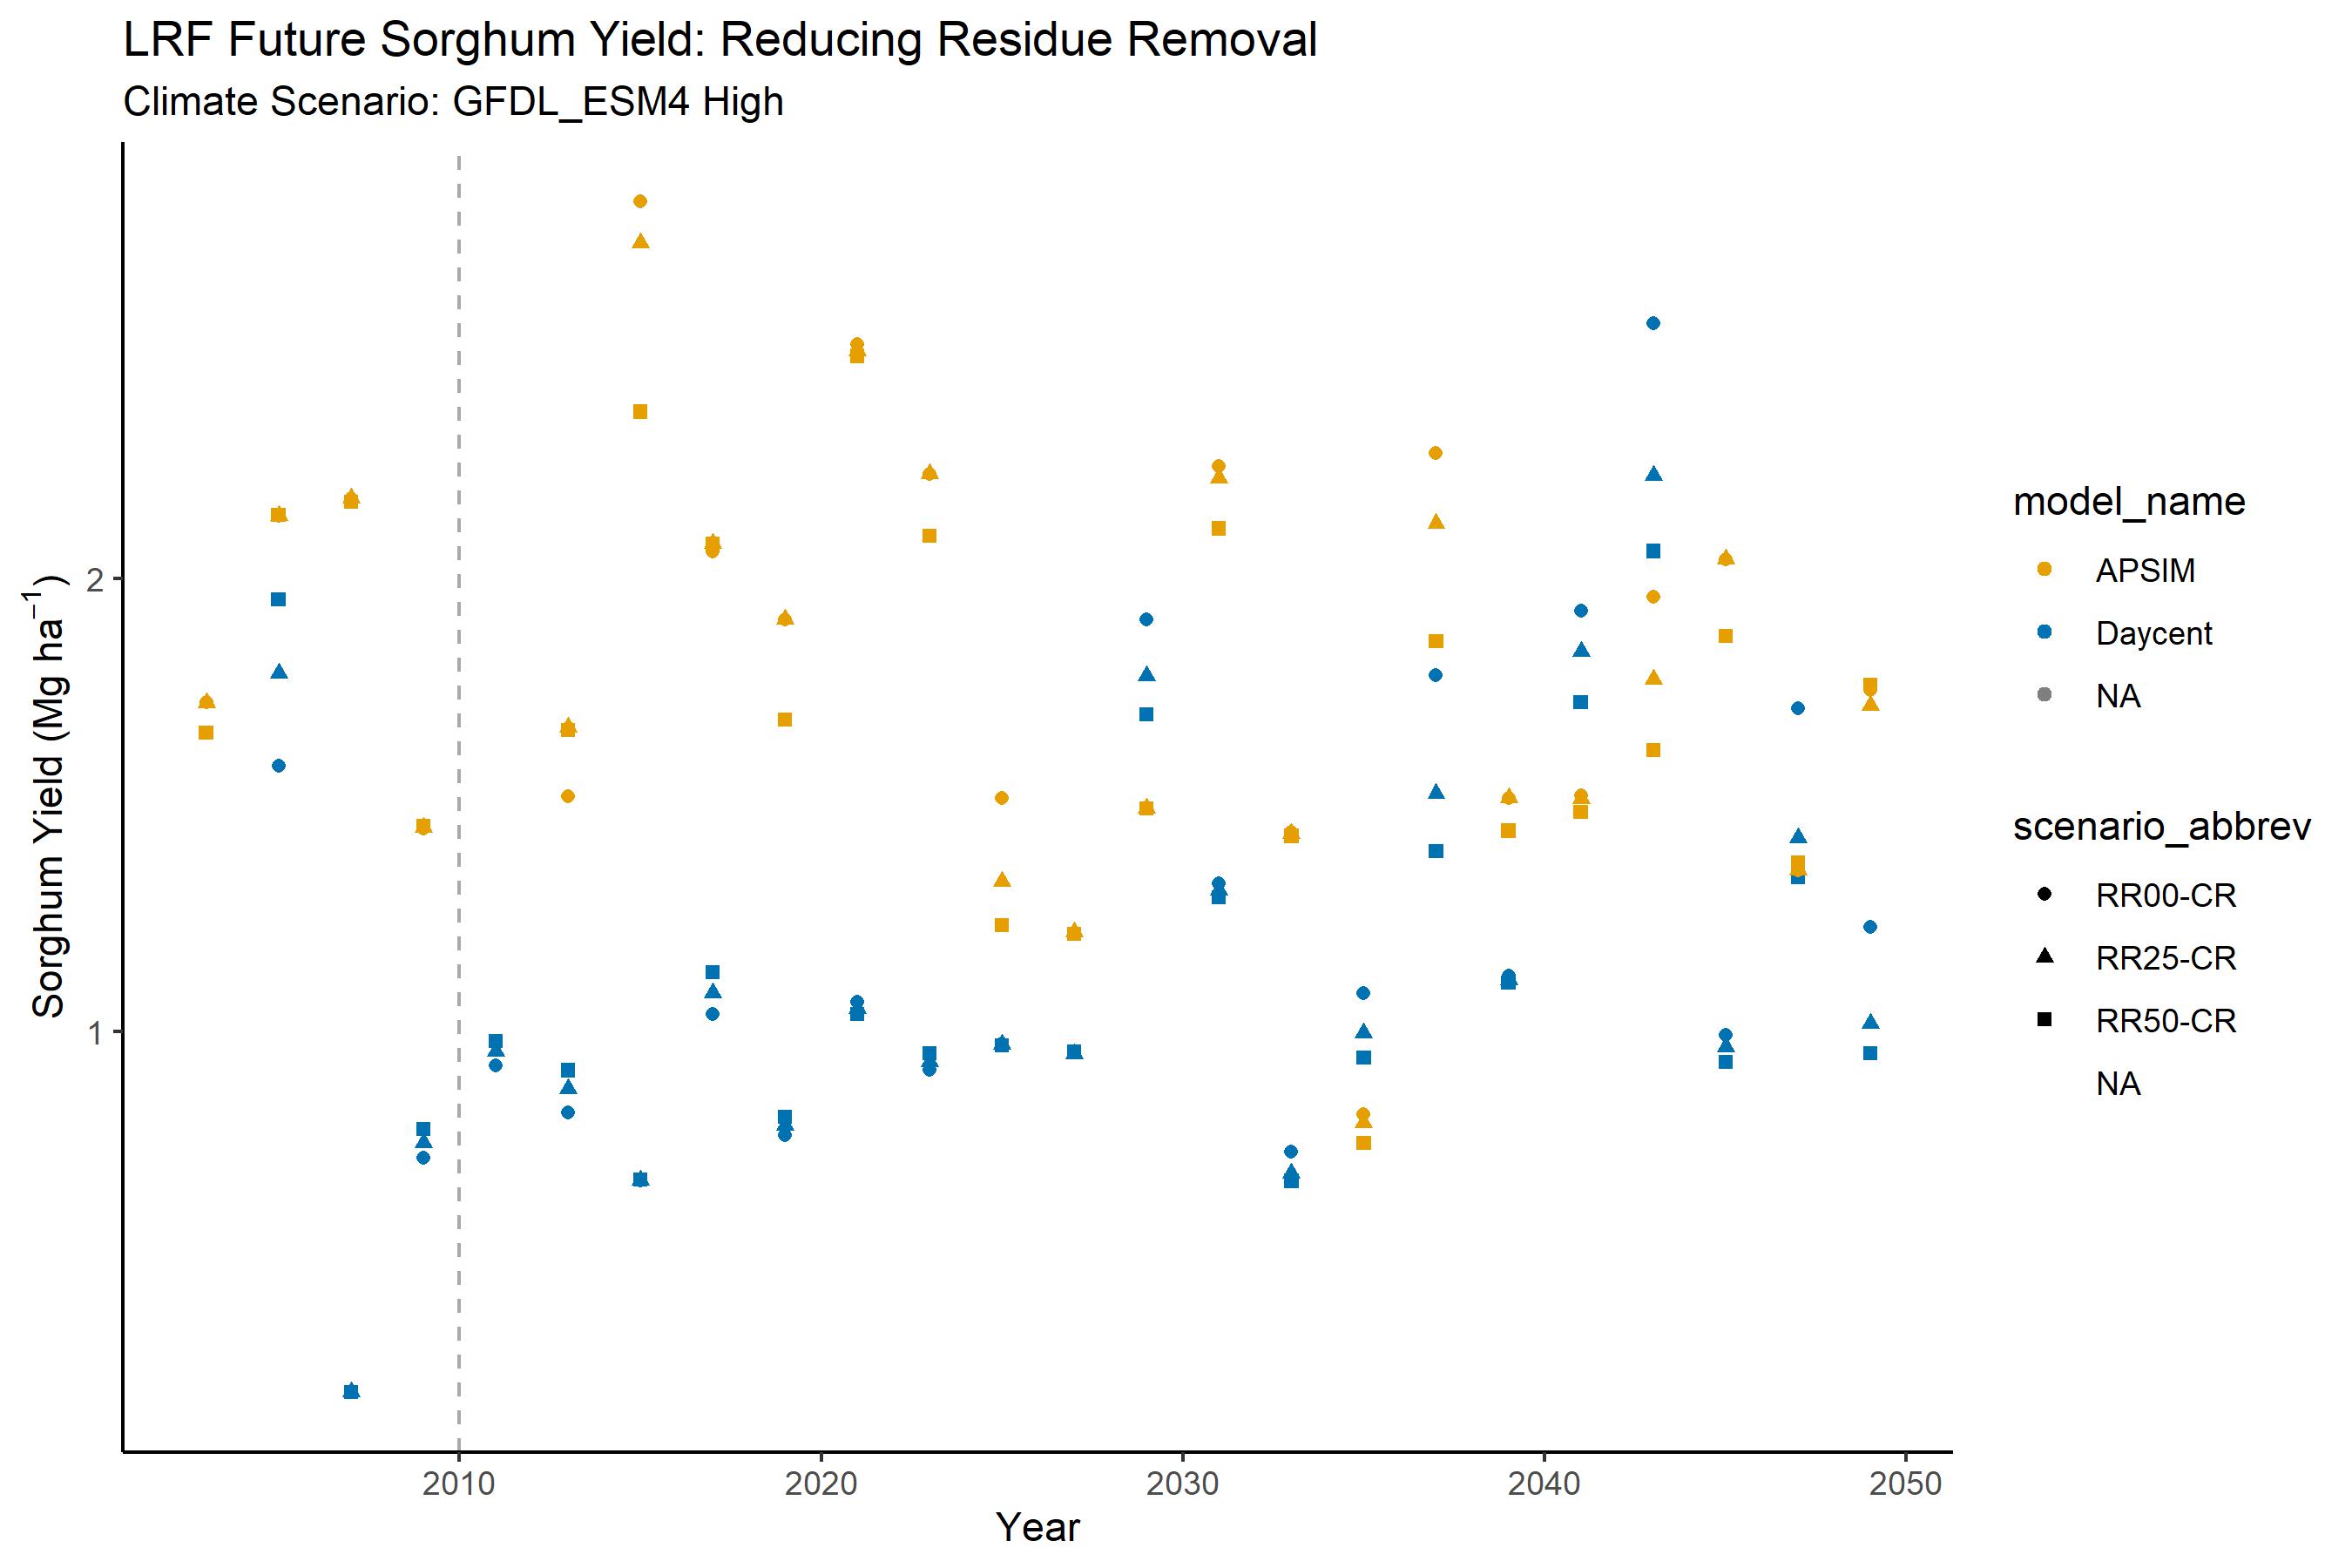 LRF Future Sorghum Yield: Reducing Residue Removal
Climate Scenario: GFDL_ESM4 High
Sorghum Yield (Mg ha⁻¹)
2
1
2010
2020
2030
2040
2050
Year
model_name
APSIM
Daycent
NA
scenario_abbrev
RR00-CR
RR25-CR
RR50-CR
NA